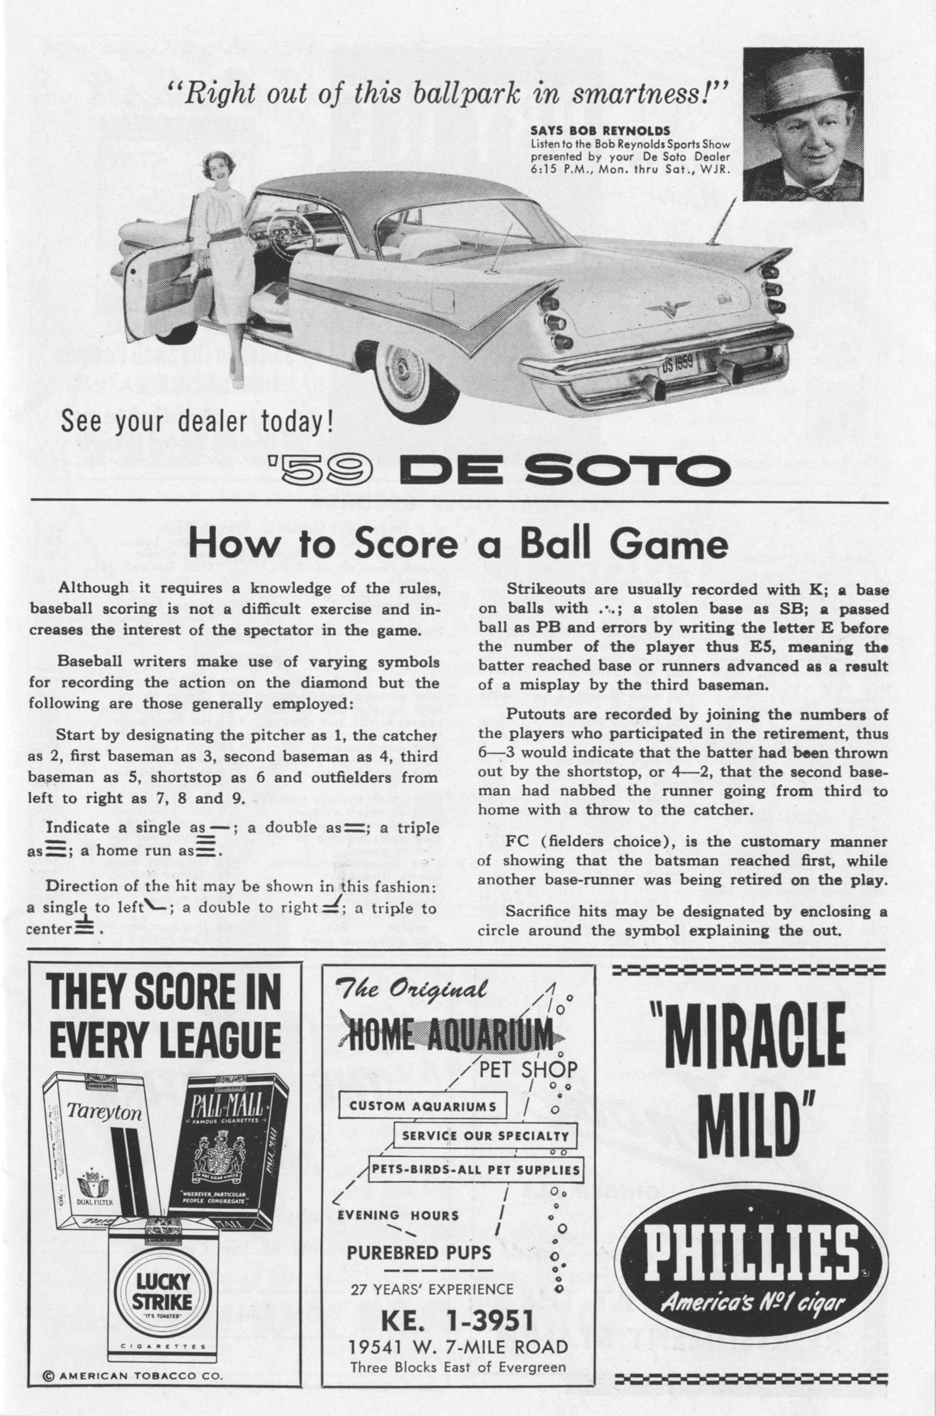 "Right out of this ballpark in smartness!"
SAYS BOB REYNOLDS
Listen to the Bob Reynolds Sports Show
presented by your De Soto Dealer
6:15 P.M., Mon. thru Sat., WJR.
DS 1959
See your dealer today!
'59 DE SOTO
How to Score a Ball Game
Although it requires a knowledge of the rules,
baseball scoring is not a difficult exercise and in-
creases the interest of the spectator in the game.
Baseball writers make use of varying symbols
for recording the action on the diamond but the
following are those generally employed:
Start by designating the pitcher as 1, the catcher
as 2, first baseman as 3, second baseman as 4, third
baseman as 5, shortstop as 6 and outfielders from
left to right as 7, 8 and 9.
Indicate a single as —; a double as ═; a triple
as ☰; a home run as ≣.
Direction of the hit may be shown in this fashion:
a single to left ; a double to right ; a triple to
center .
Strikeouts are usually recorded with K; a base
on balls with .·.; a stolen base as SB; a passed
ball as PB and errors by writing the letter E before
the number of the player thus E5, meaning the
batter reached base or runners advanced as a result
of a misplay by the third baseman.
Putouts are recorded by joining the numbers of
the players who participated in the retirement, thus
6—3 would indicate that the batter had been thrown
out by the shortstop, or 4—2, that the second base-
man had nabbed the runner going from third to
home with a throw to the catcher.
FC (fielders choice), is the customary manner
of showing that the batsman reached first, while
another base-runner was being retired on the play.
Sacrifice hits may be designated by enclosing a
circle around the symbol explaining the out.
THEY SCORE IN
EVERY LEAGUE
Tareyton
DUAL FILTER
PALL MALL
"FAMOUS CIGARETTES"
"WHEREVER PARTICULAR
PEOPLE CONGREGATE"
PALL MALL
LUCKY
STRIKE
"IT'S TOASTED"
CIGARETTES
© AMERICAN TOBACCO CO.
The Original
HOME AQUARIUM
PET SHOP
CUSTOM AQUARIUMS
SERVICE OUR SPECIALTY
PETS-BIRDS-ALL PET SUPPLIES
EVENING HOURS
PUREBRED PUPS
27 YEARS' EXPERIENCE
KE. 1-3951
19541 W. 7-MILE ROAD
Three Blocks East of Evergreen
"MIRACLE
MILD"
PHILLIES
America's No 1 cigar